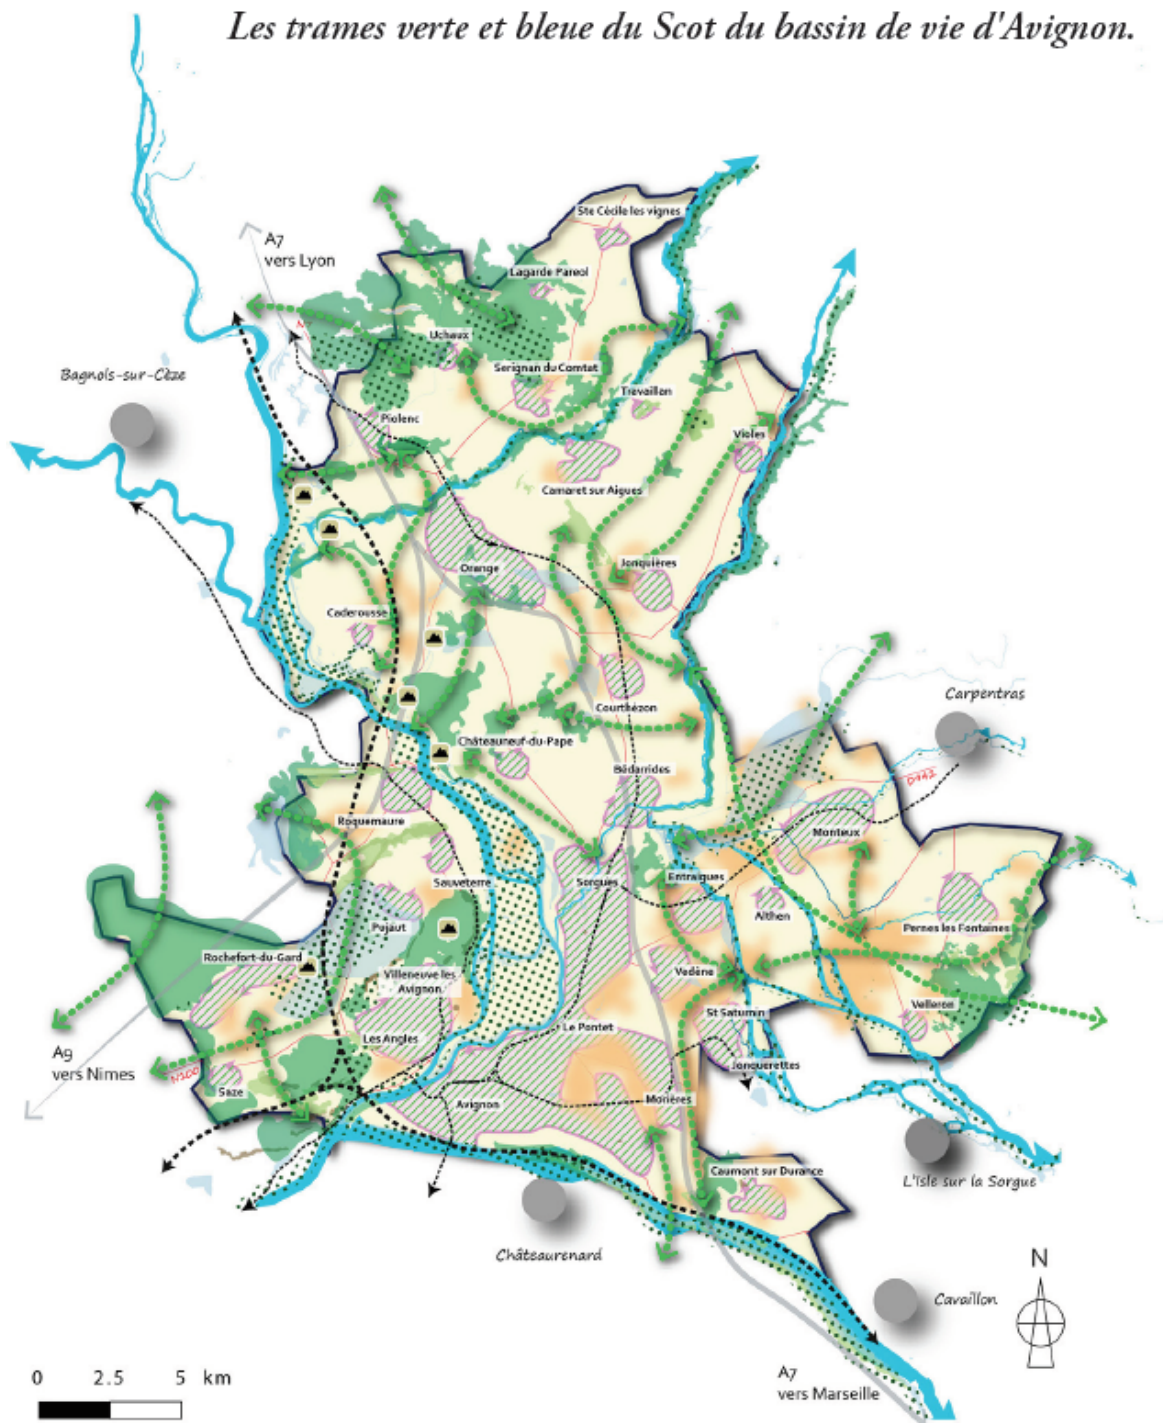 Les trames verte et bleue du Scot du bassin de vie d'Avignon.
Ste Cécile les vignes
A7
vers Lyon
Lagarde Pareol
Uchaux
Bagnols-sur-Cèze
Serignan du Comtat
Travaillan
Piolenc
Violes
Camaret sur Aigues
Orange
Jonquières
Caderousse
Carpentras
Courthézon
Châteauneuf-du-Pape
Bédarrides
D942
Roquemaure
Monteux
Sauveterre
Sorgues
Entraigues
Althen
Pujaut
Pernes les Fontaines
Rochefort-du-Gard
Villeneuve les
Avignon
Vedène
Velleron
St Saturnin
Le Pontet
Les Angles
A9
vers Nimes
N100
Jonquerettes
Saze
Avignon
Morières
Caumont sur Durance
L'Isle sur la Sorgue
Châteaurenard
N
Cavaillon
0 2.5 5 km
A7
vers Marseille